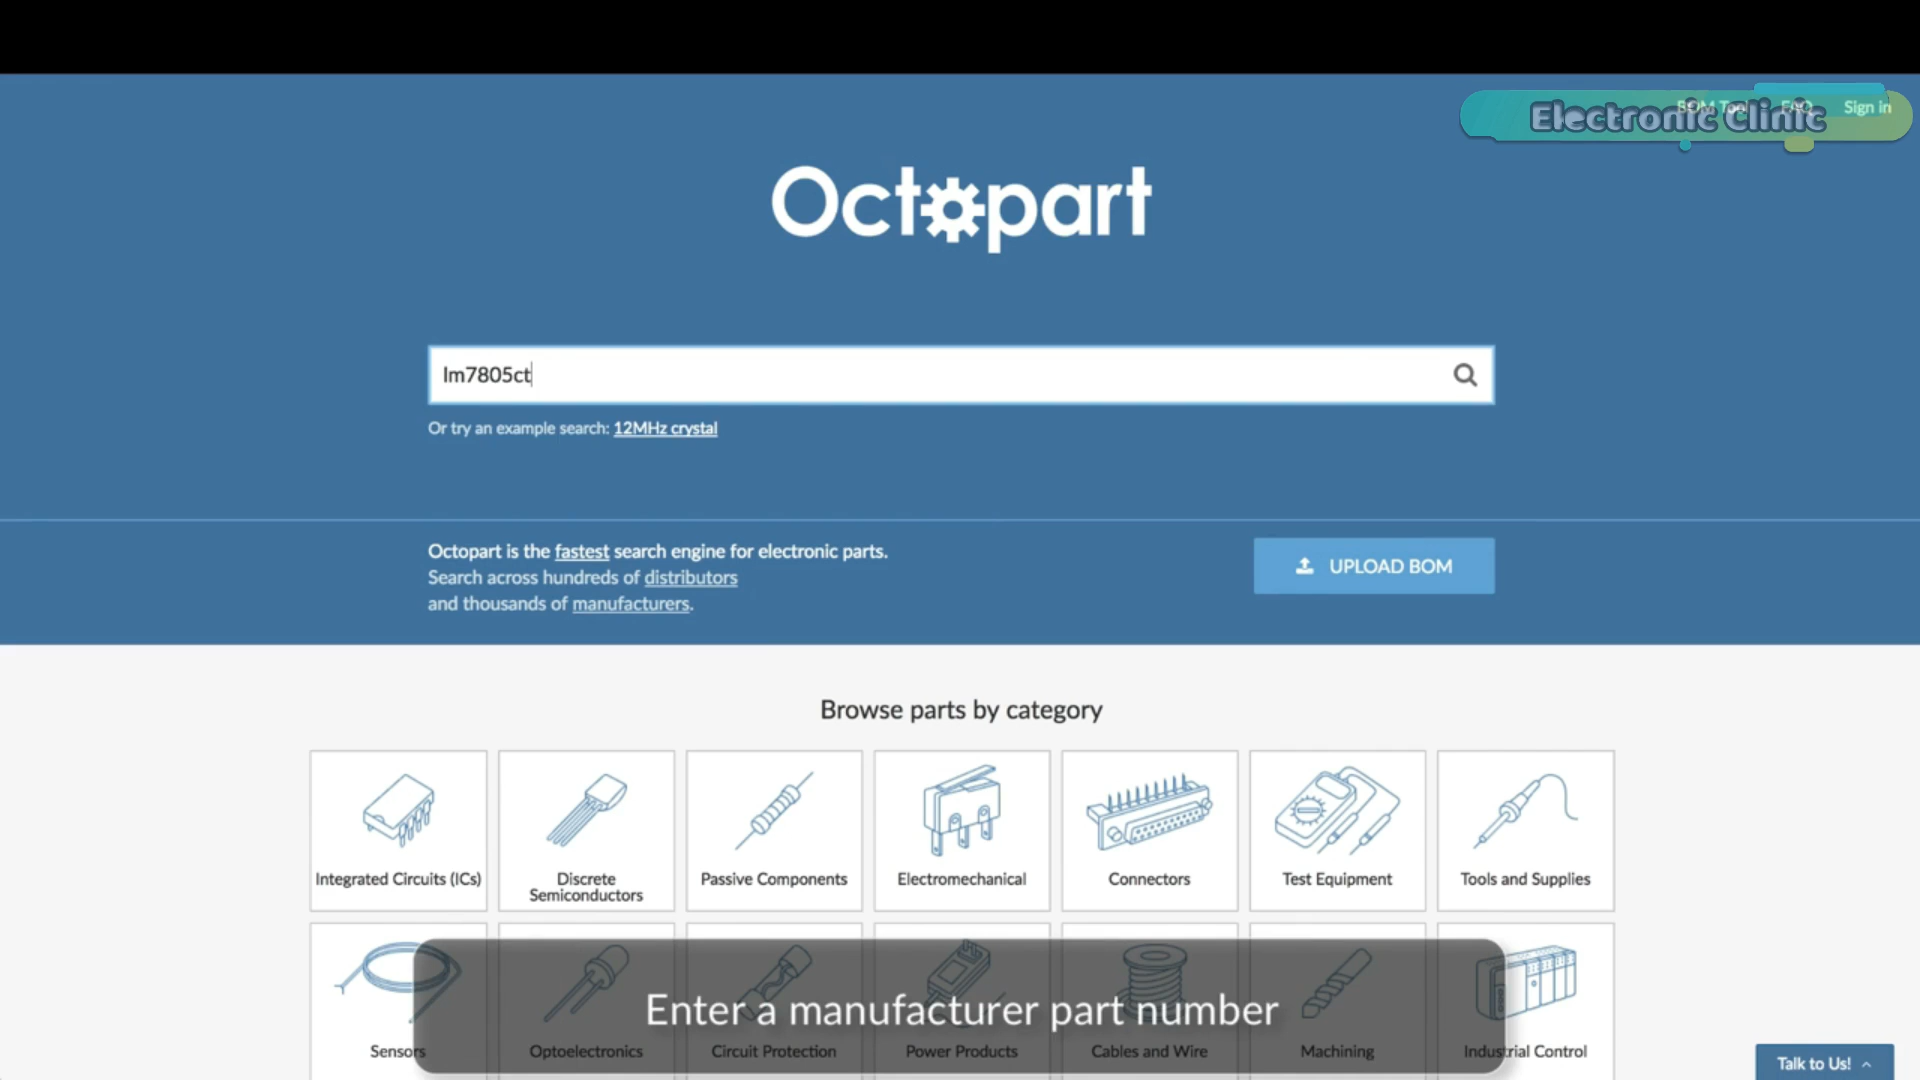 BOM Tool FAQ Sign in
Electronic Clinic
Octopart
lm7805ct
Or try an example search: 12MHz crystal
Octopart is the fastest search engine for electronic parts.
Search across hundreds of distributors
and thousands of manufacturers.
UPLOAD BOM
Browse parts by category
Integrated Circuits (ICs)
Discrete
Semiconductors
Passive Components
Electromechanical
Connectors
Test Equipment
Tools and Supplies
Enter a manufacturer part number
Sensors
Optoelectronics
Circuit Protection
Power Products
Cables and Wire
Machining
Industrial Control
Talk to Us!